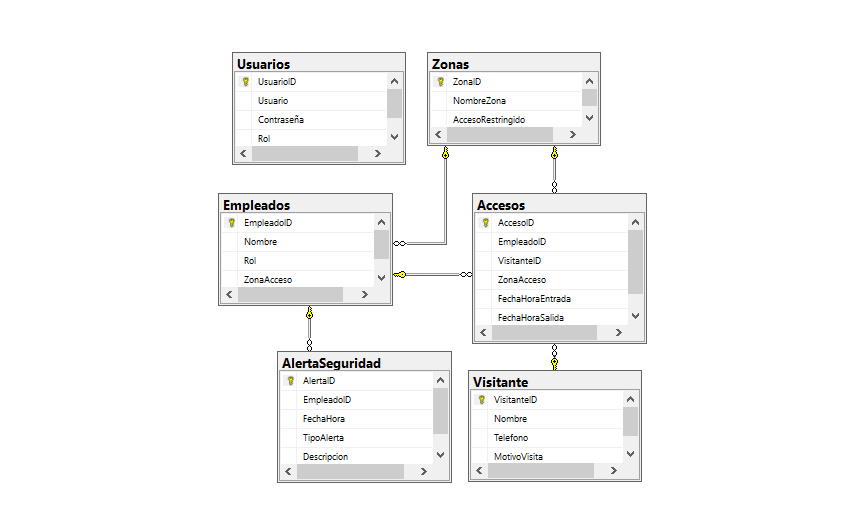 Usuarios
UsuarioID
Usuario
Contraseña
Rol
Zonas
ZonaID
NombreZona
AccesoRestringido
Empleados
EmpleadoID
Nombre
Rol
ZonaAcceso
Accesos
AccesoID
EmpleadoID
VisitanteID
ZonaAcceso
FechaHoraEntrada
FechaHoraSalida
AlertaSeguridad
AlertaID
EmpleadoID
FechaHora
TipoAlerta
Descripcion
Visitante
VisitanteID
Nombre
Telefono
MotivoVisita